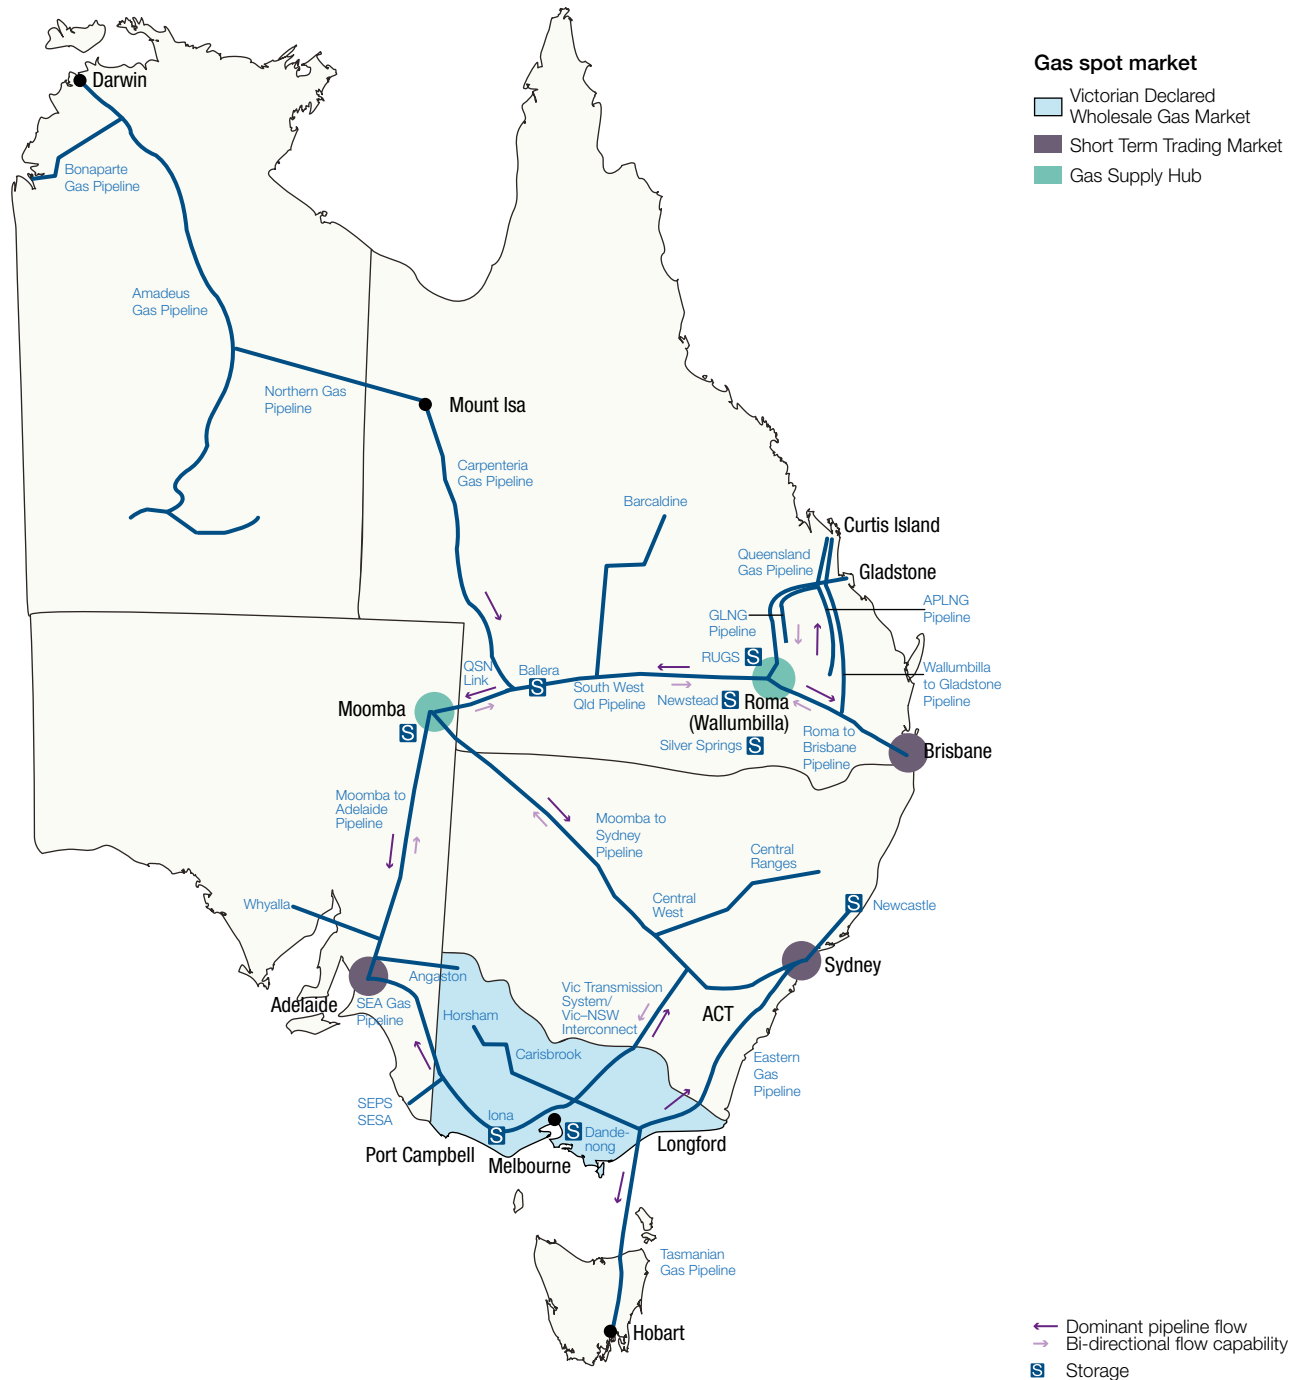 Gas spot market
Victorian Declared
Wholesale Gas Market
Short Term Trading Market
Gas Supply Hub
Darwin
Bonaparte
Gas Pipeline
Amadeus
Gas Pipeline
Northern Gas
Pipeline
Mount Isa
Carpenteria
Gas Pipeline
Barcaldine
Curtis Island
Queensland
Gas Pipeline
Gladstone
APLNG
Pipeline
GLNG
Pipeline
RUGS
S
Wallumbilla
to Gladstone
Pipeline
QSN
Link
Ballera
S
South West
Qld Pipeline
Newstead
S
Roma
(Wallumbilla)
Silver Springs
S
Roma to
Brisbane
Pipeline
Brisbane
Moomba
S
Moomba to
Adelaide
Pipeline
Moomba to
Sydney
Pipeline
Central
Ranges
Central
West
S
Newcastle
Whyalla
Sydney
Angaston
Adelaide
SEA Gas
Pipeline
Horsham
Vic Transmission
System/
Vic–NSW
Interconnect
ACT
Carisbrook
Eastern
Gas
Pipeline
SEPS
SESA
Iona
S
S
Dande-
nong
Port Campbell
Melbourne
Longford
Tasmanian
Gas Pipeline
Hobart
Dominant pipeline flow
Bi-directional flow capability
S
Storage